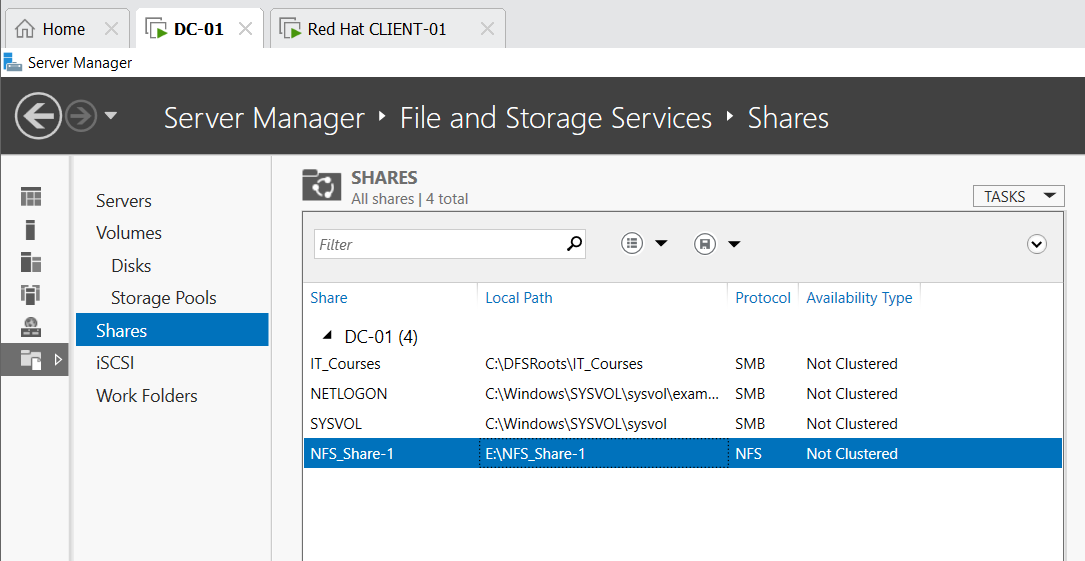 Home DC-01 Red Hat CLIENT-01
Server Manager
Server Manager File and Storage Services Shares
Servers
Volumes
Disks
Storage Pools
Shares
iSCSI
Work Folders
SHARES
All shares | 4 total
TASKS
Filter
Share Local Path Protocol Availability Type
DC-01 (4)
IT_Courses C:\DFSRoots\IT_Courses SMB Not Clustered
NETLOGON C:\Windows\SYSVOL\sysvol\exam... SMB Not Clustered
SYSVOL C:\Windows\SYSVOL\sysvol SMB Not Clustered
NFS_Share-1 E:\NFS_Share-1 NFS Not Clustered